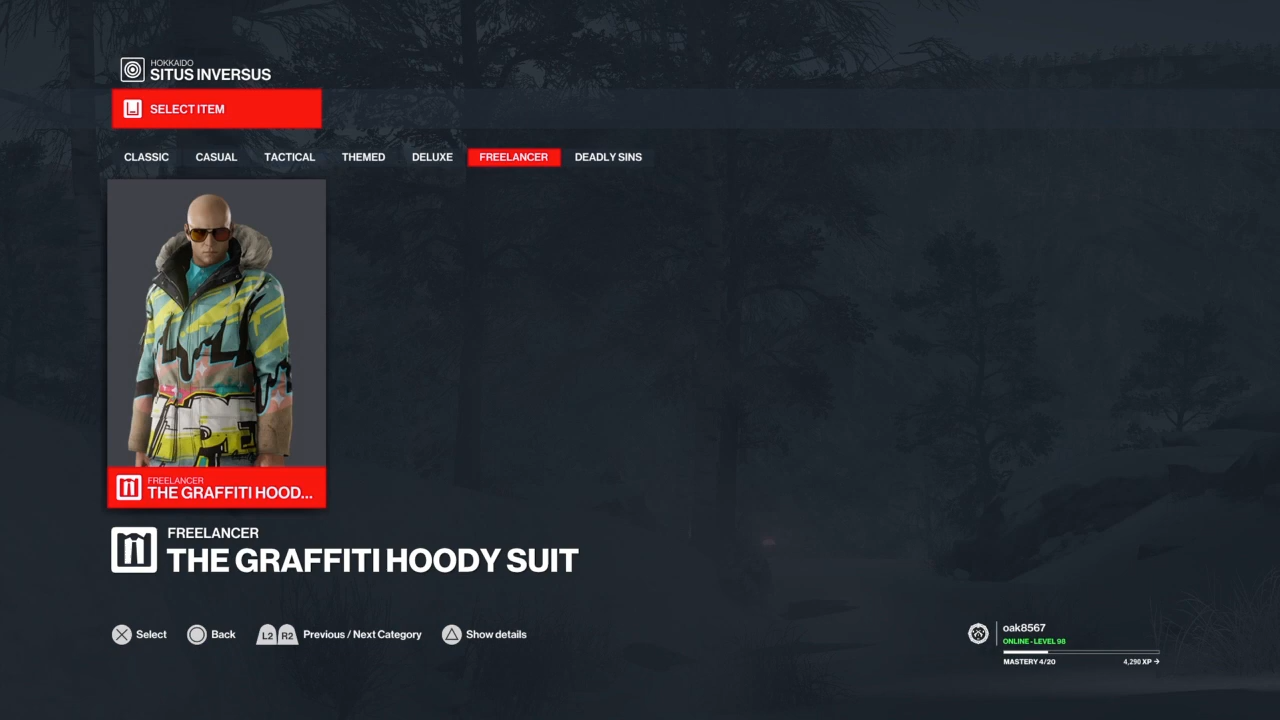 HOKKAIDO
SITUS INVERSUS
SELECT ITEM
CLASSIC CASUAL TACTICAL THEMED DELUXE FREELANCER DEADLY SINS
FREELANCER
THE GRAFFITI HOOD...
FREELANCER
THE GRAFFITI HOODY SUIT
Select Back L2 R2 Previous / Next Category Show details
oak8567
ONLINE - LEVEL 98
MASTERY 4/20 4,290 XP